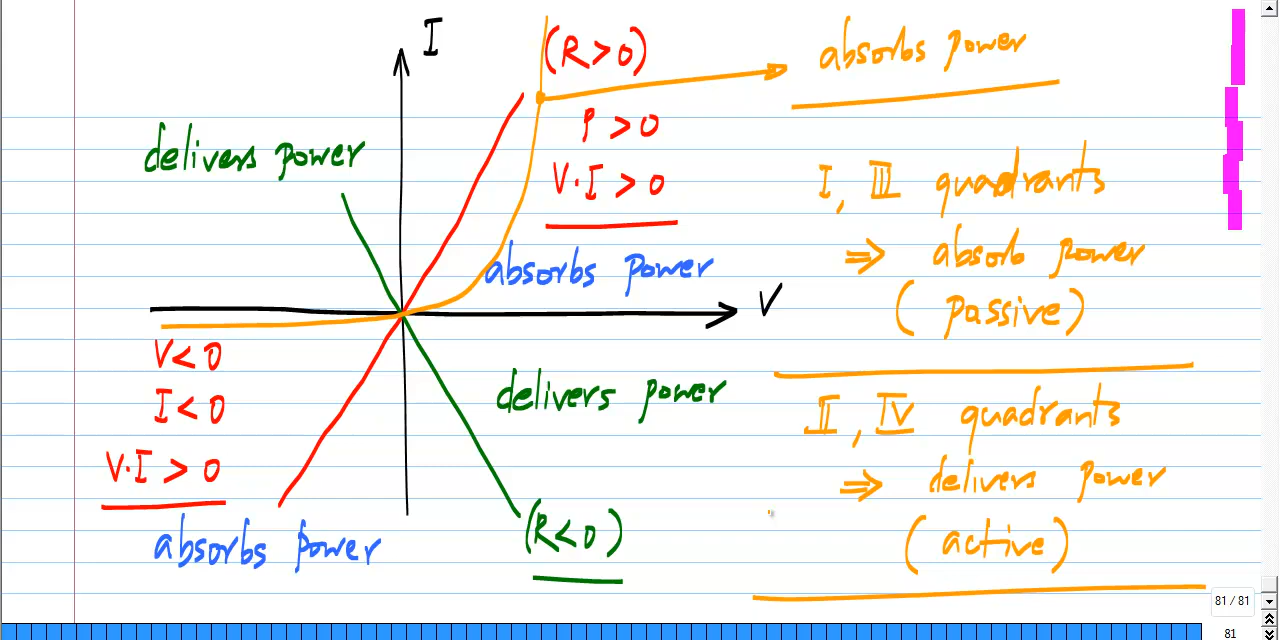 I
(R > 0)
absorbs power
P > 0
V·I > 0
delivers power
I, III quadrants
⇒ absorb power
(passive)
absorbs power
V
V < 0
I < 0
V·I > 0
absorbs power
delivers power
(R < 0)
II, IV quadrants
⇒ delivers power
(active)
81 / 81
81